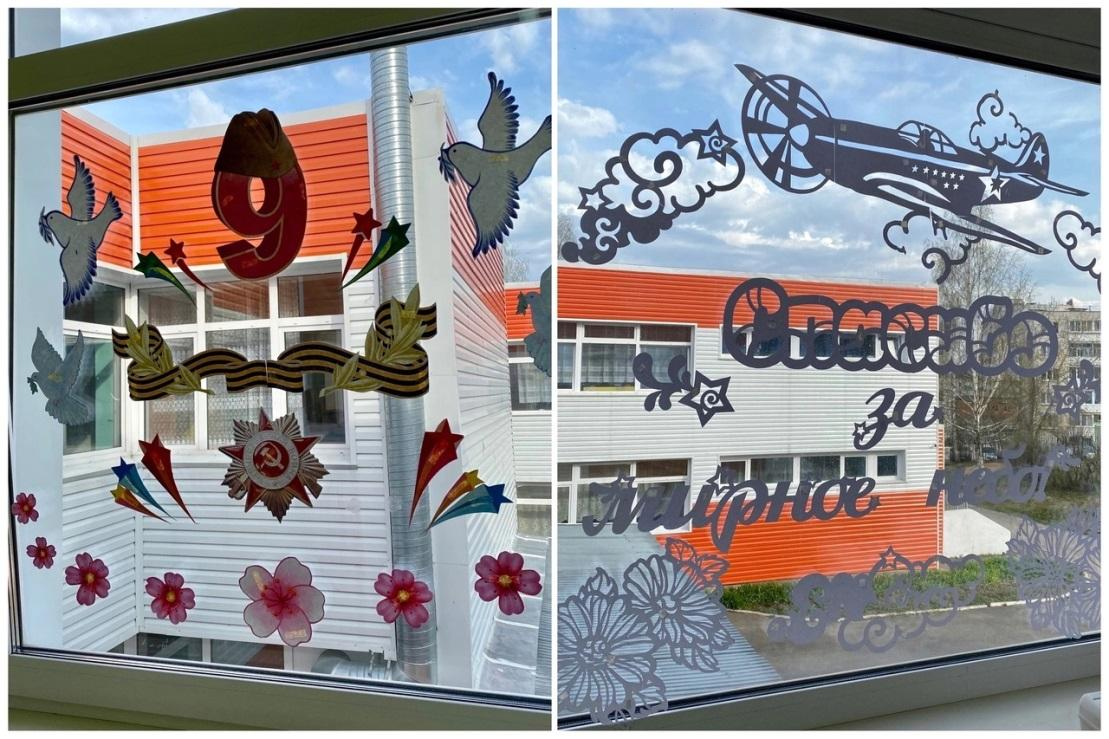 9
Спасибо
за
мирное небо!